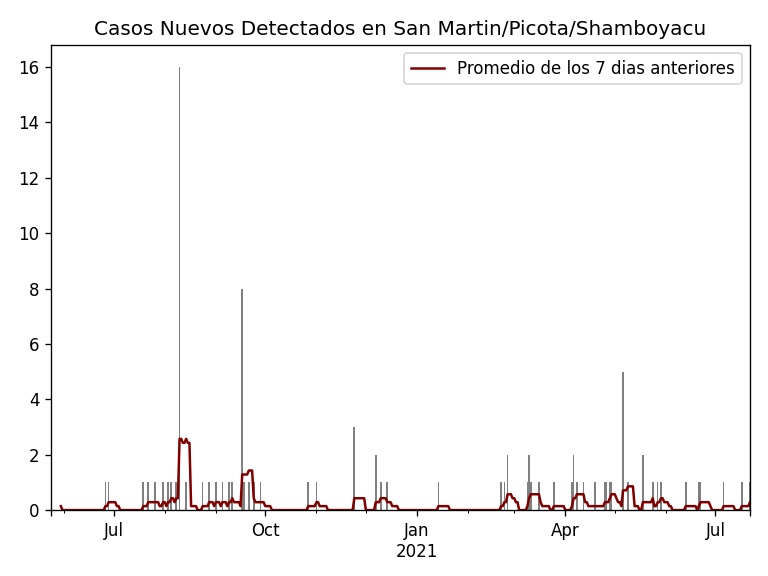 Casos Nuevos Detectados en San Martin/Picota/Shamboyacu
Promedio de los 7 dias anteriores
16
14
12
10
8
6
4
2
0
Jul
Oct
Jan
2021
Apr
Jul